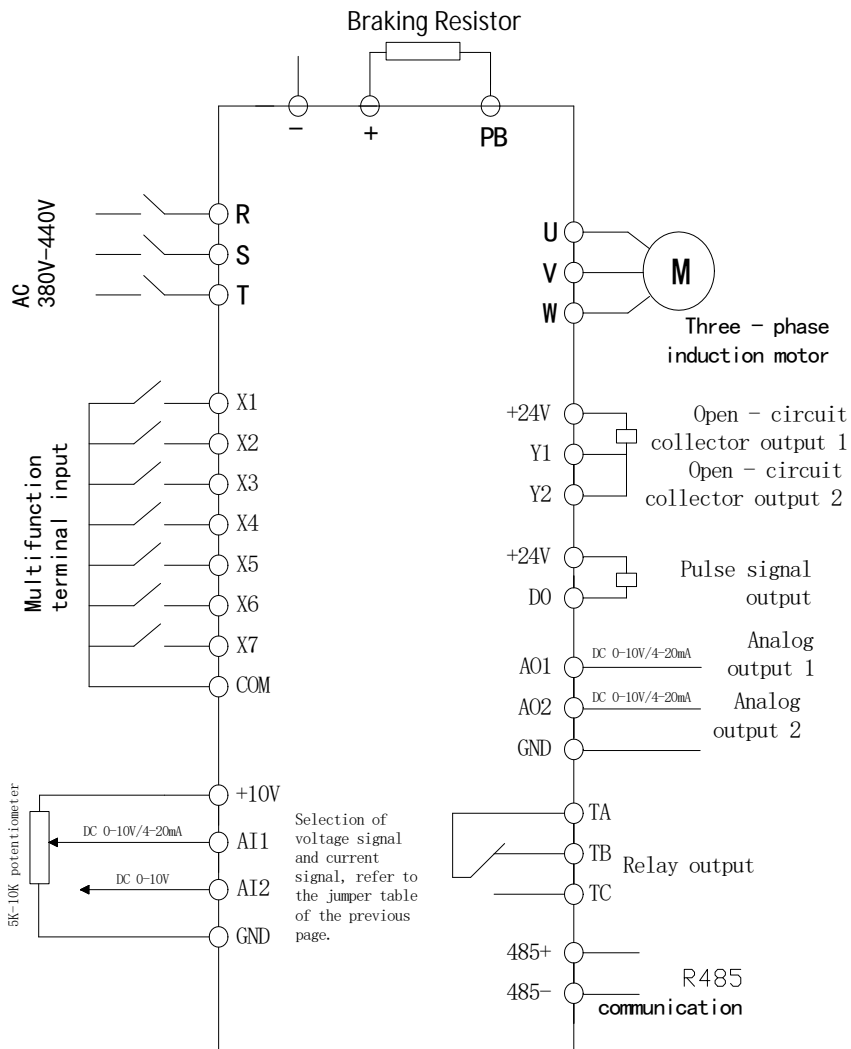 Braking Resistor
-
+
PB
AC
380V-440V
R
S
T
U
V
W
M
Three - phase
induction motor
Multifunction
terminal input
X1
X2
X3
X4
X5
X6
X7
COM
+24V
Y1
Y2
Open - circuit
collector output 1
Open - circuit
collector output 2
+24V
DO
Pulse signal
output
AO1
DC 0-10V/4-20mA
Analog
output 1
AO2
DC 0-10V/4-20mA
Analog
output 2
GND
5K-10K potentiometer
+10V
DC 0-10V/4-20mA
AI1
DC 0-10V
AI2
GND
Selection of
voltage signal
and current
signal, refer to
the jumper table
of the previous
page.
TA
TB
TC
Relay output
485+
485-
R485
communication